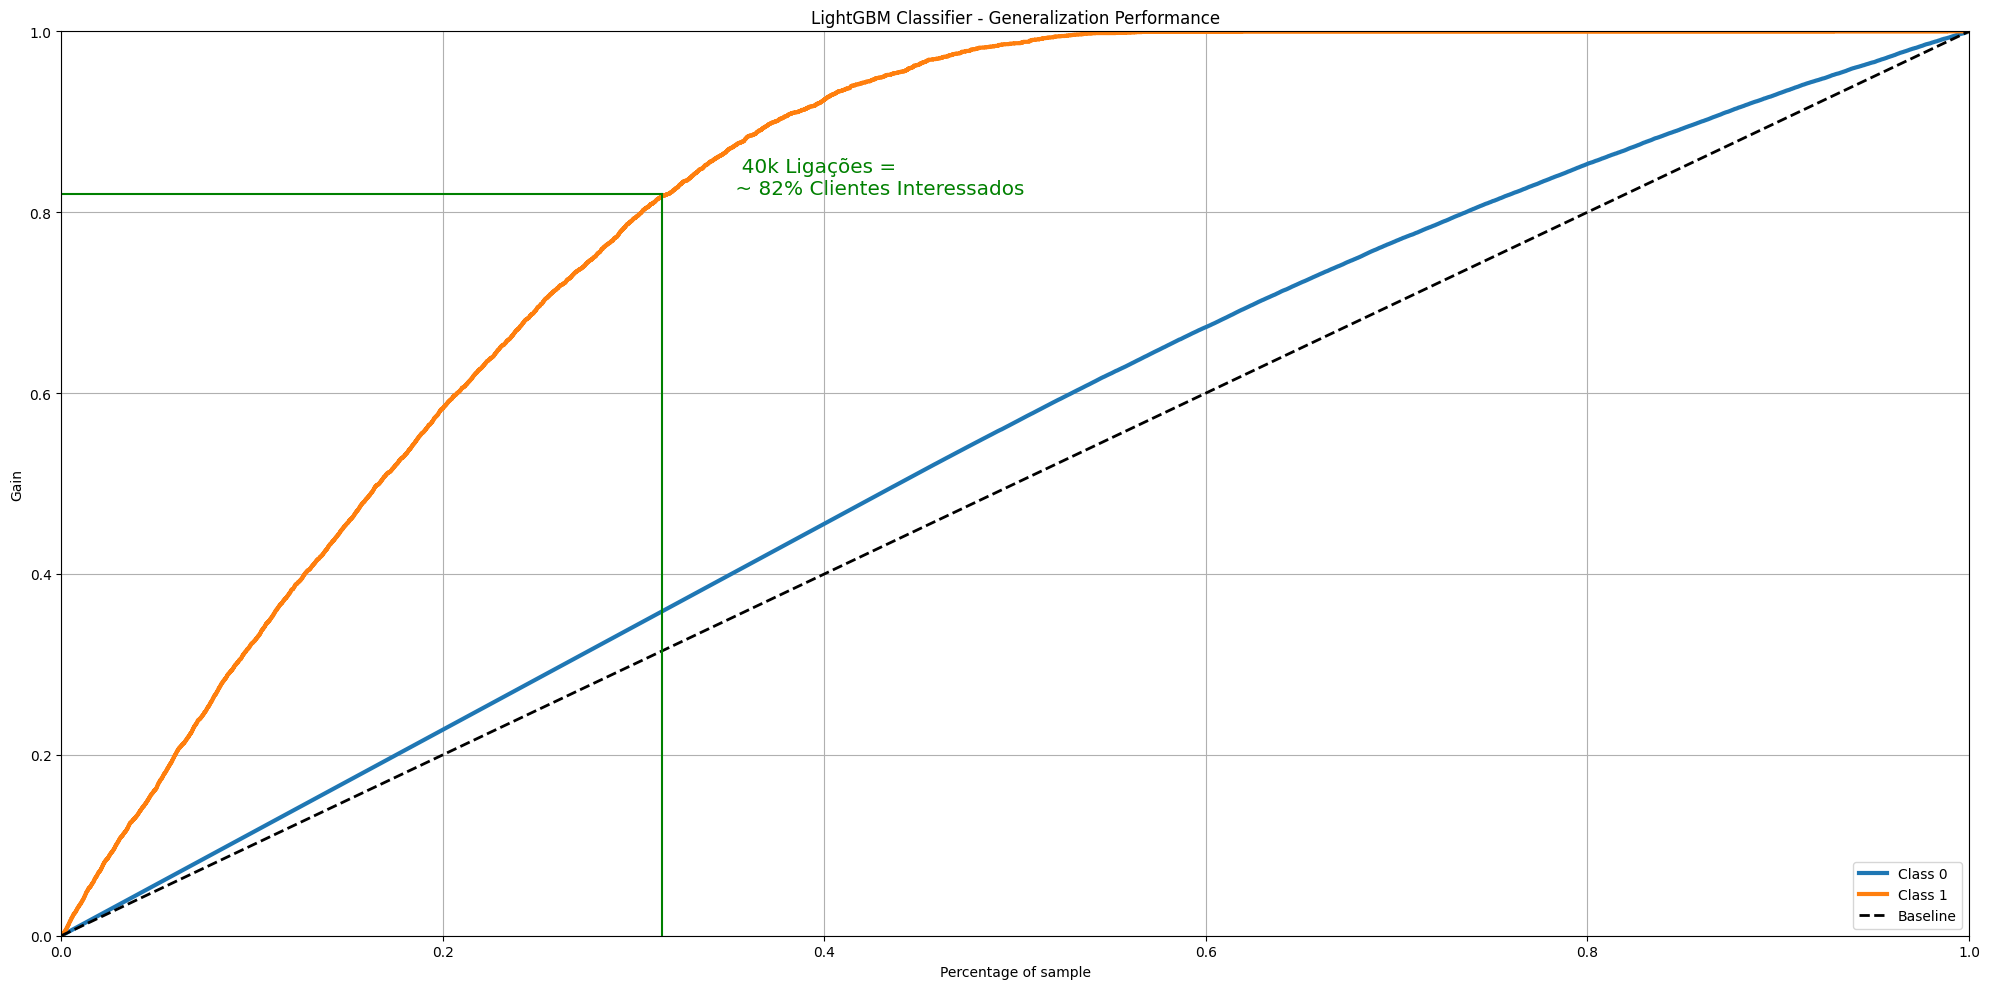 LightGBM Classifier - Generalization Performance
1.0
0.8
0.6
0.4
0.2
0.0
Gain
40k Ligações =
~ 82% Clientes Interessados
Class 0
Class 1
Baseline
0.0
0.2
0.4
0.6
0.8
1.0
Percentage of sample